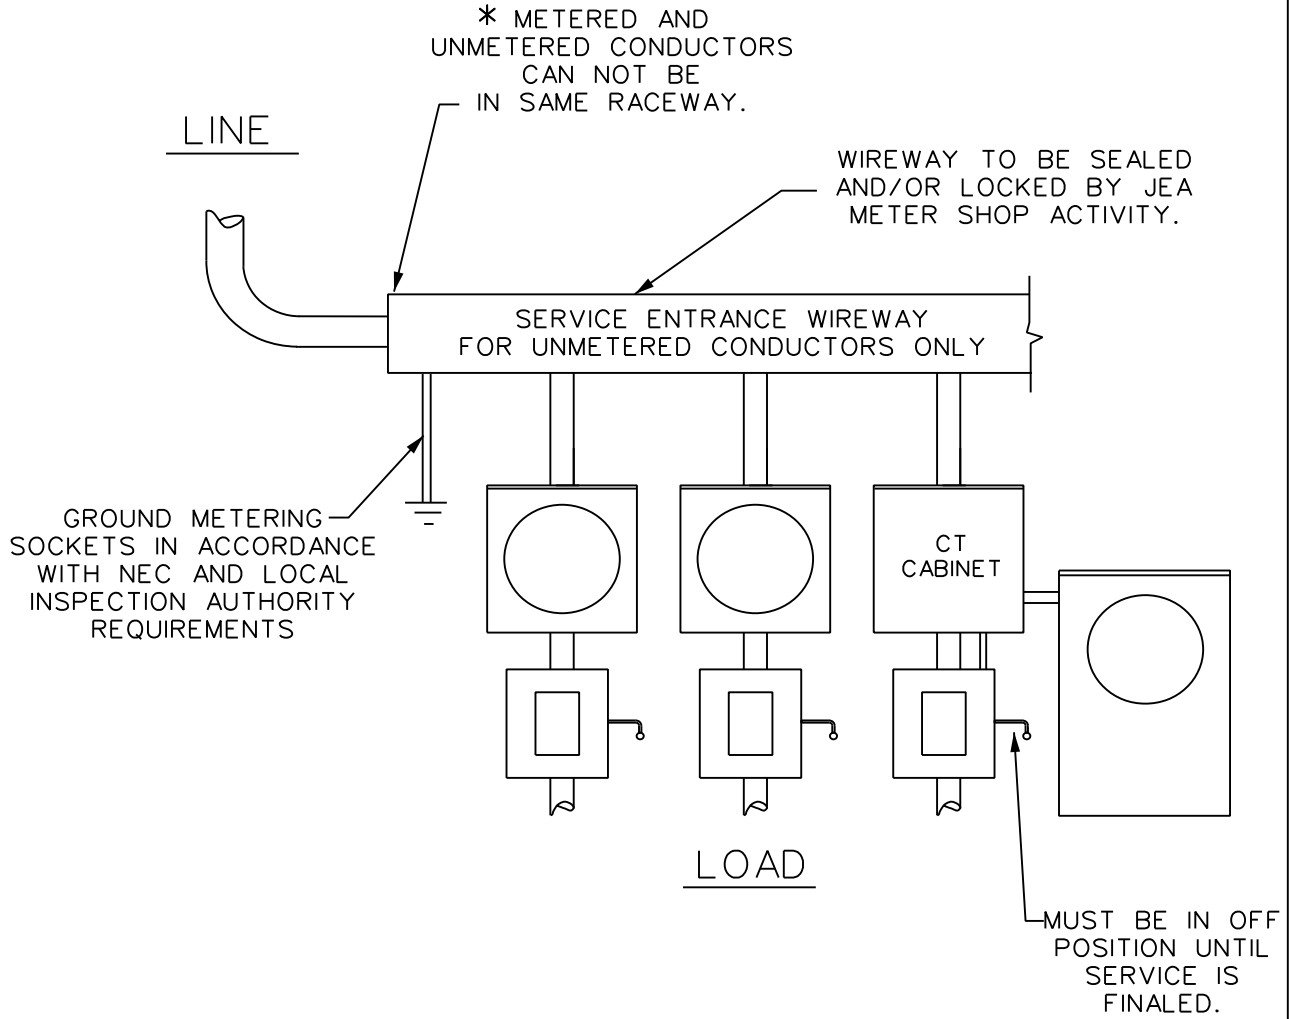 * METERED AND
UNMETERED CONDUCTORS
CAN NOT BE
IN SAME RACEWAY.
LINE
WIREWAY TO BE SEALED
AND/OR LOCKED BY JEA
METER SHOP ACTIVITY.
SERVICE ENTRANCE WIREWAY
FOR UNMETERED CONDUCTORS ONLY
GROUND METERING
SOCKETS IN ACCORDANCE
WITH NEC AND LOCAL
INSPECTION AUTHORITY
REQUIREMENTS
CT
CABINET
LOAD
MUST BE IN OFF
POSITION UNTIL
SERVICE IS
FINALED.